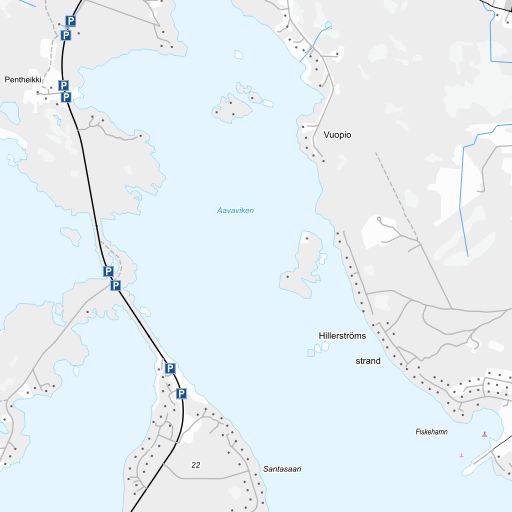 P
P
Pentheikki
P
P
Vuopio
Aavaviken
P
P
Hillerströms
strand
P
P
Fiskehamn
22
Santasaari